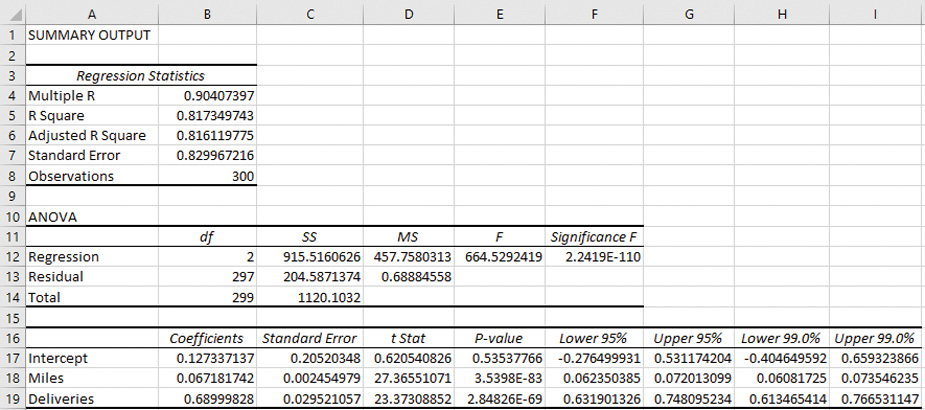 A B C D E F G H I
1 SUMMARY OUTPUT
2
3 Regression Statistics
4 Multiple R 0.90407397
5 R Square 0.817349743
6 Adjusted R Square 0.816119775
7 Standard Error 0.829967216
8 Observations 300
9
10 ANOVA
11 df SS MS F Significance F
12 Regression 2 915.5160626 457.7580313 664.5292419 2.2419E-110
13 Residual 297 204.5871374 0.68884558
14 Total 299 1120.1032
15
16 Coefficients Standard Error t Stat P-value Lower 95% Upper 95% Lower 99.0% Upper 99.0%
17 Intercept 0.127337137 0.20520348 0.620540826 0.53537766 -0.276499931 0.531174204 -0.404649592 0.659323866
18 Miles 0.067181742 0.002454979 27.36551071 3.5398E-83 0.062350385 0.072013099 0.06081725 0.073546235
19 Deliveries 0.68999828 0.029521057 23.37308852 2.84826E-69 0.631901326 0.748095234 0.613465414 0.766531147